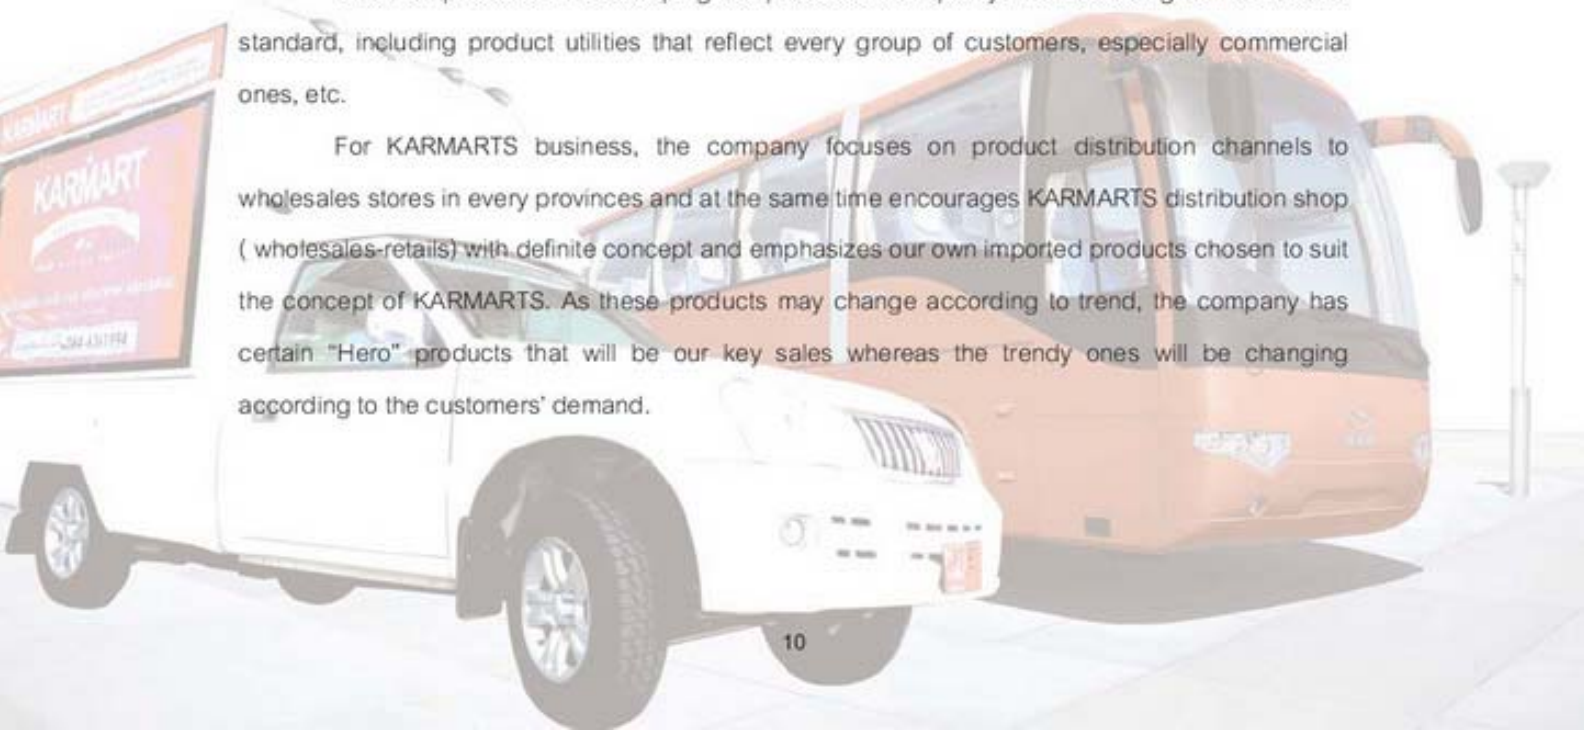 standard, including product utilities that reflect every group of customers, especially commercial
ones, etc.
For KARMARTS business, the company focuses on product distribution channels to
wholesales stores in every provinces and at the same time encourages KARMARTS distribution shop
( wholesales-retails) with definite concept and emphasizes our own imported products chosen to suit
the concept of KARMARTS. As these products may change according to trend, the company has
certain “Hero” products that will be our key sales whereas the trendy ones will be changing
according to the customers’ demand.
KARMART
KARMART
10